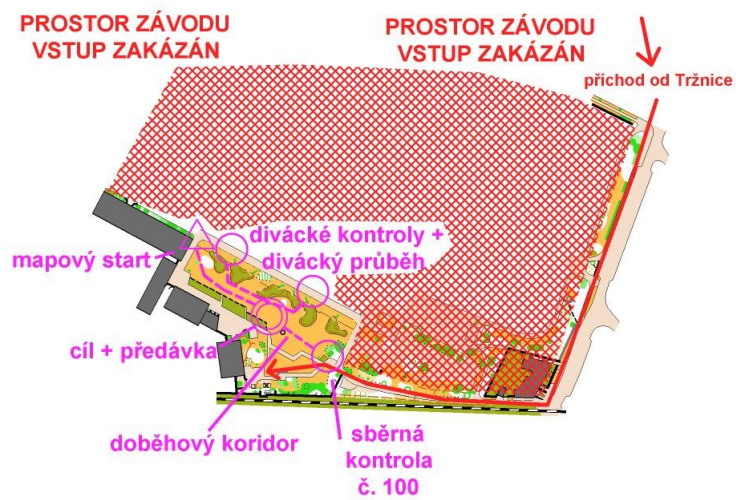 PROSTOR ZÁVODU
VSTUP ZAKÁZÁN
PROSTOR ZÁVODU
VSTUP ZAKÁZÁN
příchod od Tržnice
divácké kontroly +
divácký průběh
mapový start
cíl + předávka
doběhový koridor
sběrná
kontrola
č. 100